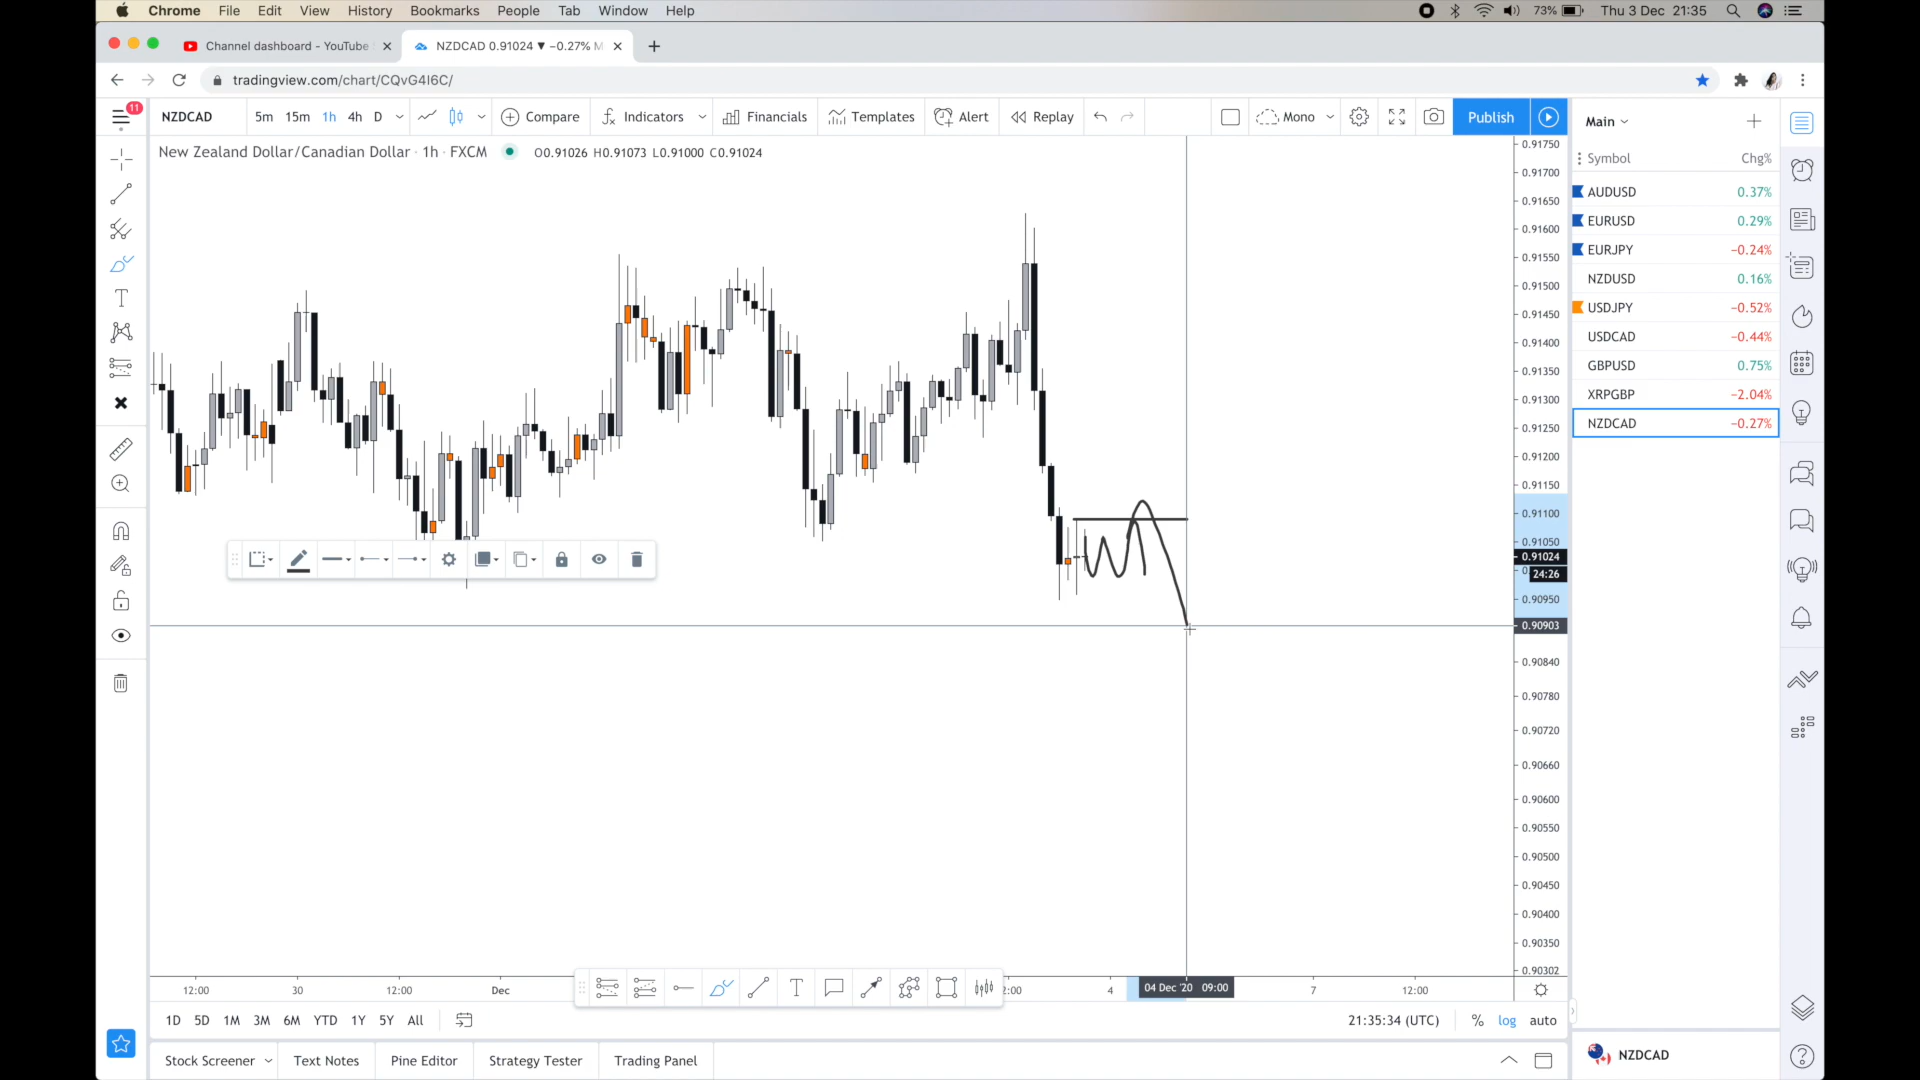 Chrome File Edit View History Bookmarks People Tab Window Help 73% Thu 3 Dec 21:35
Channel dashboard - YouTube NZDCAD 0.91024 ▼ −0.27% M
tradingview.com/chart/CQvG4I6C/
11
NZDCAD 5m 15m 1h 4h D Compare Indicators Financials Templates Alert Replay Mono Publish
New Zealand Dollar/Canadian Dollar · 1h · FXCM O0.91026 H0.91073 L0.91000 C0.91024
Main
Symbol Chg%
AUDUSD 0.37%
EURUSD 0.29%
EURJPY −0.24%
NZDUSD 0.16%
USDJPY −0.52%
USDCAD −0.44%
GBPUSD 0.75%
XRPGBP −2.04%
NZDCAD −0.27%
0.91750
0.91700
0.91650
0.91600
0.91550
0.91500
0.91450
0.91400
0.91350
0.91300
0.91250
0.91200
0.91150
0.91100
0.91050
0.91024
24:26
0.90950
0.90903
0.90840
0.90780
0.90720
0.90660
0.90600
0.90550
0.90500
0.90450
0.90400
0.90350
0.90302
12:00 30 12:00 Dec 2:00 4 04 Dec '20 09:00 7 12:00
1D 5D 1M 3M 6M YTD 1Y 5Y All 21:35:34 (UTC) % log auto
Stock Screener Text Notes Pine Editor Strategy Tester Trading Panel
NZDCAD